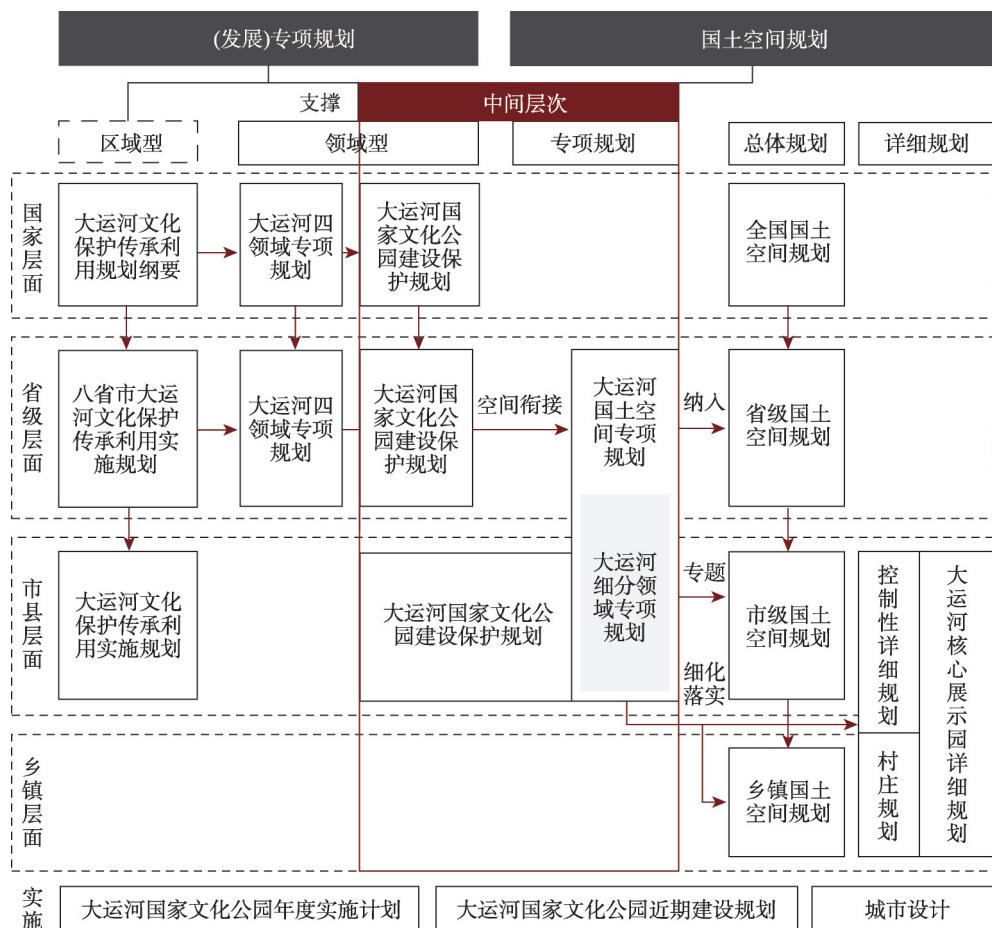 (发展)专项规划
国土空间规划
支撑
中间层次
区域型
领域型
专项规划
总体规划
详细规划
国家层面
大运河文化
保护传承利
用规划纲要
大运河四
领域专项
规划
大运河国
家文化公
园建设保
护规划
全国国土
空间规划
省级层面
八省市大运
河文化保护
传承利用实
施规划
大运河四
领域专项
规划
大运河国
家文化公
园建设保
护规划
空间衔接
大运河
国土空
间专项
规划
纳入
省级国土
空间规划
市县层面
大运河文化
保护传承利
用实施规划
大运河国家文化公
园建设保护规划
大运河
细分领
域专项
规划
专题
细化
落实
市级国土
空间规划
控制性详细规划
大运河核心展示园详细规划
乡镇层面
乡镇国土
空间规划
村庄规划
实施
大运河国家文化公园年度实施计划
大运河国家文化公园近期建设规划
城市设计